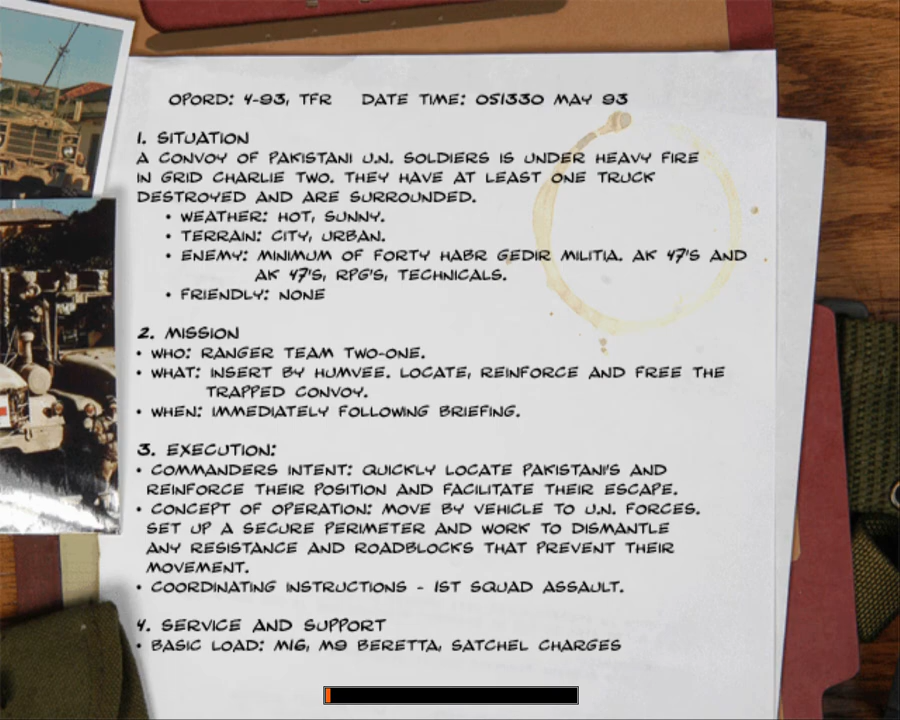 OPORD: 4-93, TFR DATE TIME: 051330 MAY 93
1. SITUATION
A CONVOY OF PAKISTANI U.N. SOLDIERS IS UNDER HEAVY FIRE
IN GRID CHARLIE TWO. THEY HAVE AT LEAST ONE TRUCK
DESTROYED AND ARE SURROUNDED.
• WEATHER: HOT, SUNNY.
• TERRAIN: CITY, URBAN.
• ENEMY: MINIMUM OF FORTY HABR GEDIR MILITIA. AK 47'S AND
AK 47'S, RPG'S, TECHNICALS.
• FRIENDLY: NONE
2. MISSION
• WHO: RANGER TEAM TWO-ONE.
• WHAT: INSERT BY HUMVEE. LOCATE, REINFORCE AND FREE THE
TRAPPED CONVOY.
• WHEN: IMMEDIATELY FOLLOWING BRIEFING.
3. EXECUTION:
• COMMANDERS INTENT: QUICKLY LOCATE PAKISTANI'S AND
REINFORCE THEIR POSITION AND FACILITATE THEIR ESCAPE.
• CONCEPT OF OPERATION: MOVE BY VEHICLE TO U.N. FORCES.
SET UP A SECURE PERIMETER AND WORK TO DISMANTLE
ANY RESISTANCE AND ROADBLOCKS THAT PREVENT THEIR
MOVEMENT.
• COORDINATING INSTRUCTIONS - 1ST SQUAD ASSAULT.
4. SERVICE AND SUPPORT
• BASIC LOAD: M16, M9 BERETTA, SATCHEL CHARGES